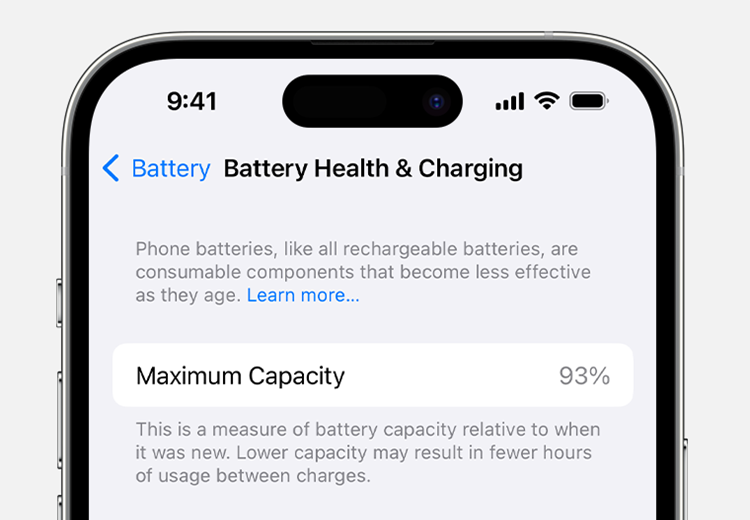 9:41
Battery Battery Health & Charging
Phone batteries, like all rechargeable batteries, are
consumable components that become less effective
as they age. Learn more...
Maximum Capacity 93%
This is a measure of battery capacity relative to when
it was new. Lower capacity may result in fewer hours
of usage between charges.